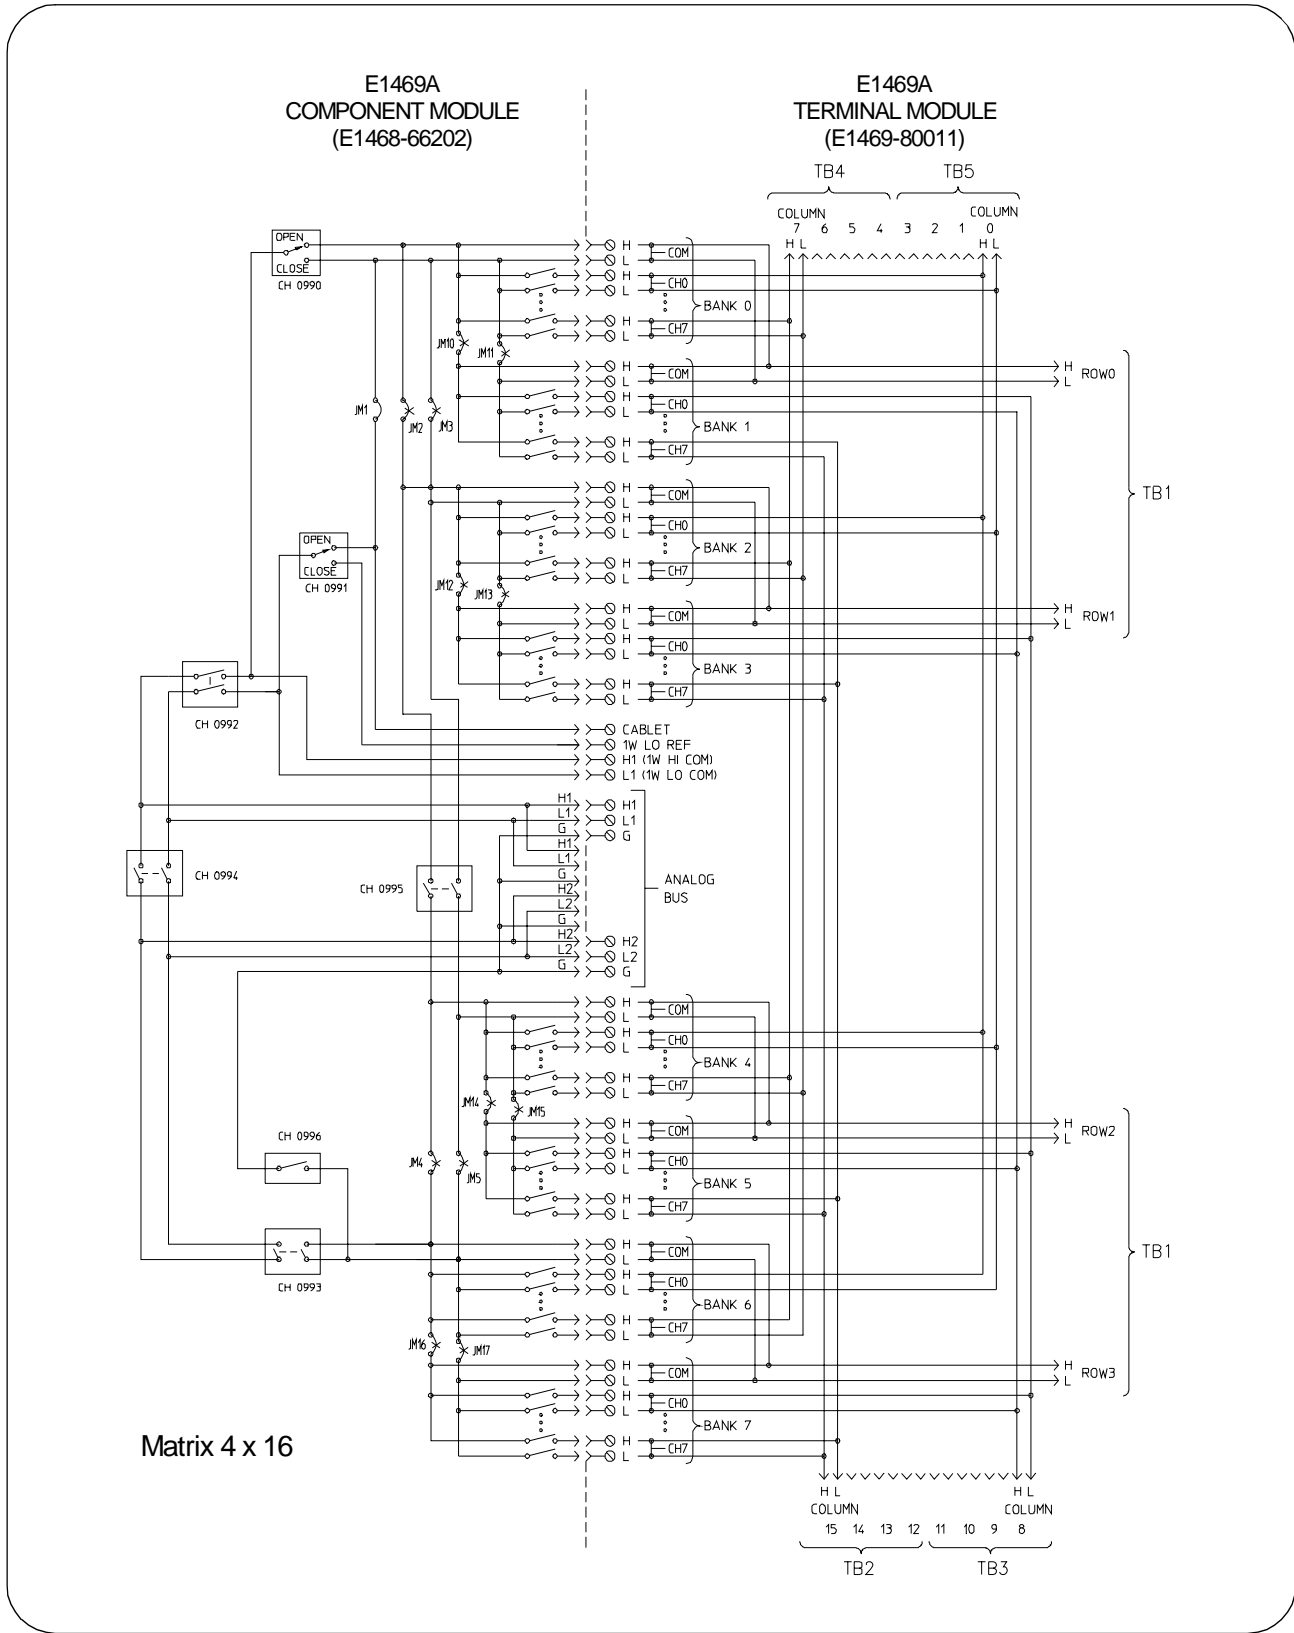 E1469A
COMPONENT MODULE
(E1468-66202)
E1469A
TERMINAL MODULE
(E1469-80011)
TB4 TB5
COLUMN COLUMN
7 6 5 4 3 2 1 0
H L H L
OPEN
CLOSE
CH 0990
H
L COM
H
L CH0
BANK 0
H
L CH7
JM10 JM11
H
L COM
H
L CH0
BANK 1
H
L CH7
H
L ROW0
JM1 JM2 JM3
H
L COM
H
L CH0
BANK 2
H
L CH7
TB1
OPEN
CLOSE
CH 0991
JM12 JM13
H
L COM
H
L CH0
BANK 3
H
L CH7
H
L ROW1
CH 0992
CABLET
1W LO REF
H1 (1W HI COM)
L1 (1W LO COM)
H1 H1
L1 L1
G G
H1
L1
G
H2
L2
G
H2 H2
L2 L2
G G
ANALOG
BUS
CH 0994
CH 0995
H
L COM
H
L CH0
BANK 4
H
L CH7
JM14 JM15
H
L COM
H
L CH0
BANK 5
H
L CH7
H
L ROW2
CH 0996
JM4 JM5
H
L COM
H
L CH0
BANK 6
H
L CH7
TB1
CH 0993
JM16 JM17
H
L COM
H
L CH0
BANK 7
H
L CH7
H
L ROW3
Matrix 4 x 16
H L H L
COLUMN COLUMN
15 14 13 12 11 10 9 8
TB2 TB3